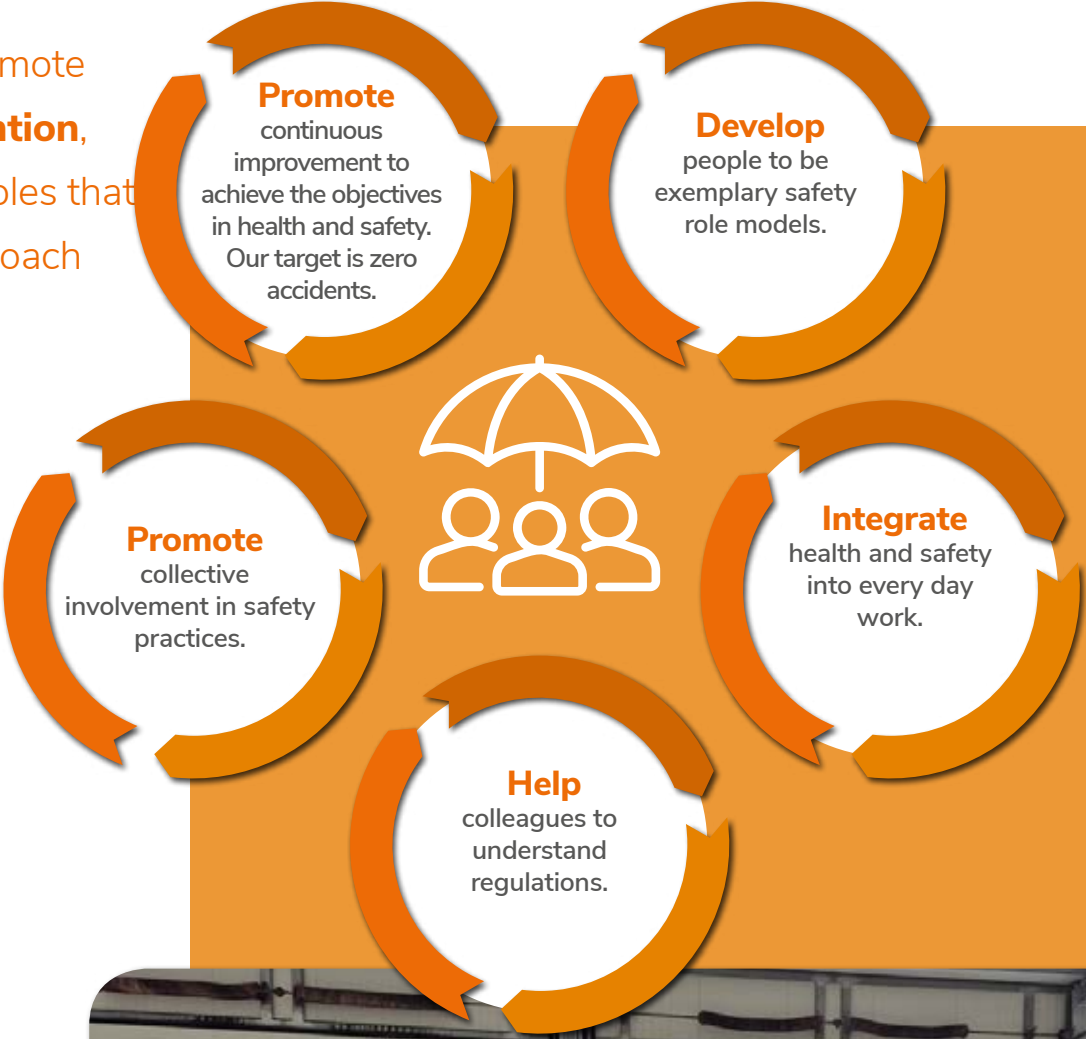 mote
ntion,
oles that
oach
Promote
continuous
improvement to
achieve the objectives
in health and safety.
Our target is zero
accidents.
Develop
people to be
exemplary safety
role models.
Promote
collective
involvement in safety
practices.
Integrate
health and safety
into every day
work.
Help
colleagues to
understand
regulations.